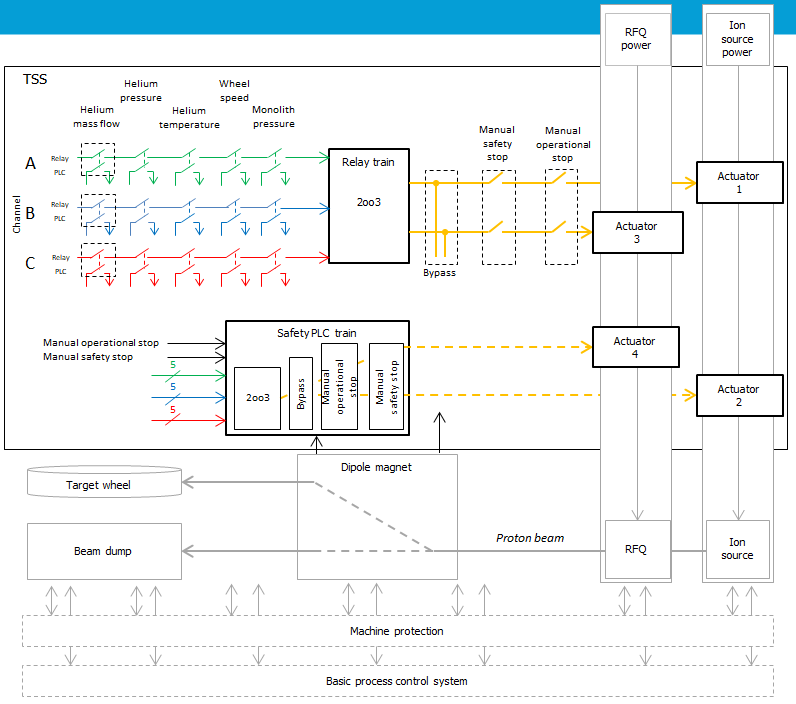 RFQ
power
Ion
source
power
TSS
Helium
mass flow
Helium
pressure
Helium
temperature
Wheel
speed
Monolith
pressure
Channel
A
Relay
PLC
B
Relay
PLC
C
Relay
PLC
Relay train
2oo3
Bypass
Manual
safety
stop
Manual
operational
stop
Actuator
1
Actuator
3
Manual operational stop
Manual safety stop
5
5
5
Safety PLC train
2oo3
Bypass
Manual
operational
stop
Manual
safety stop
Actuator
4
Actuator
2
Target wheel
Dipole magnet
Beam dump
Proton beam
RFQ
Ion
source
Machine protection
Basic process control system